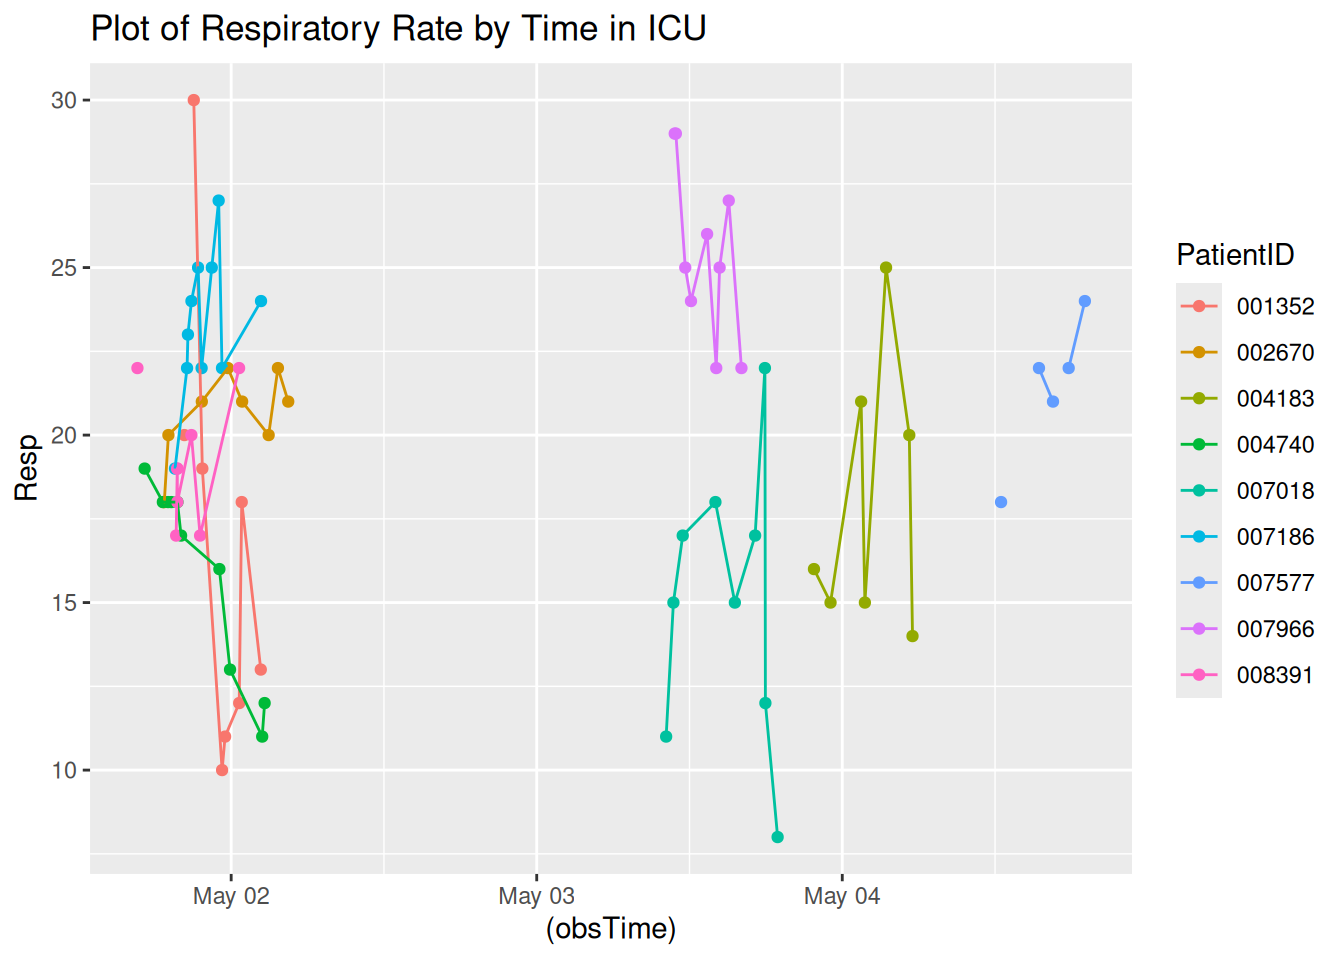 Plot of Respiratory Rate by Time in ICU
30
25
20
15
10
Resp
May 02
May 03
May 04
(obsTime)
PatientID
001352
002670
004183
004740
007018
007186
007577
007966
008391